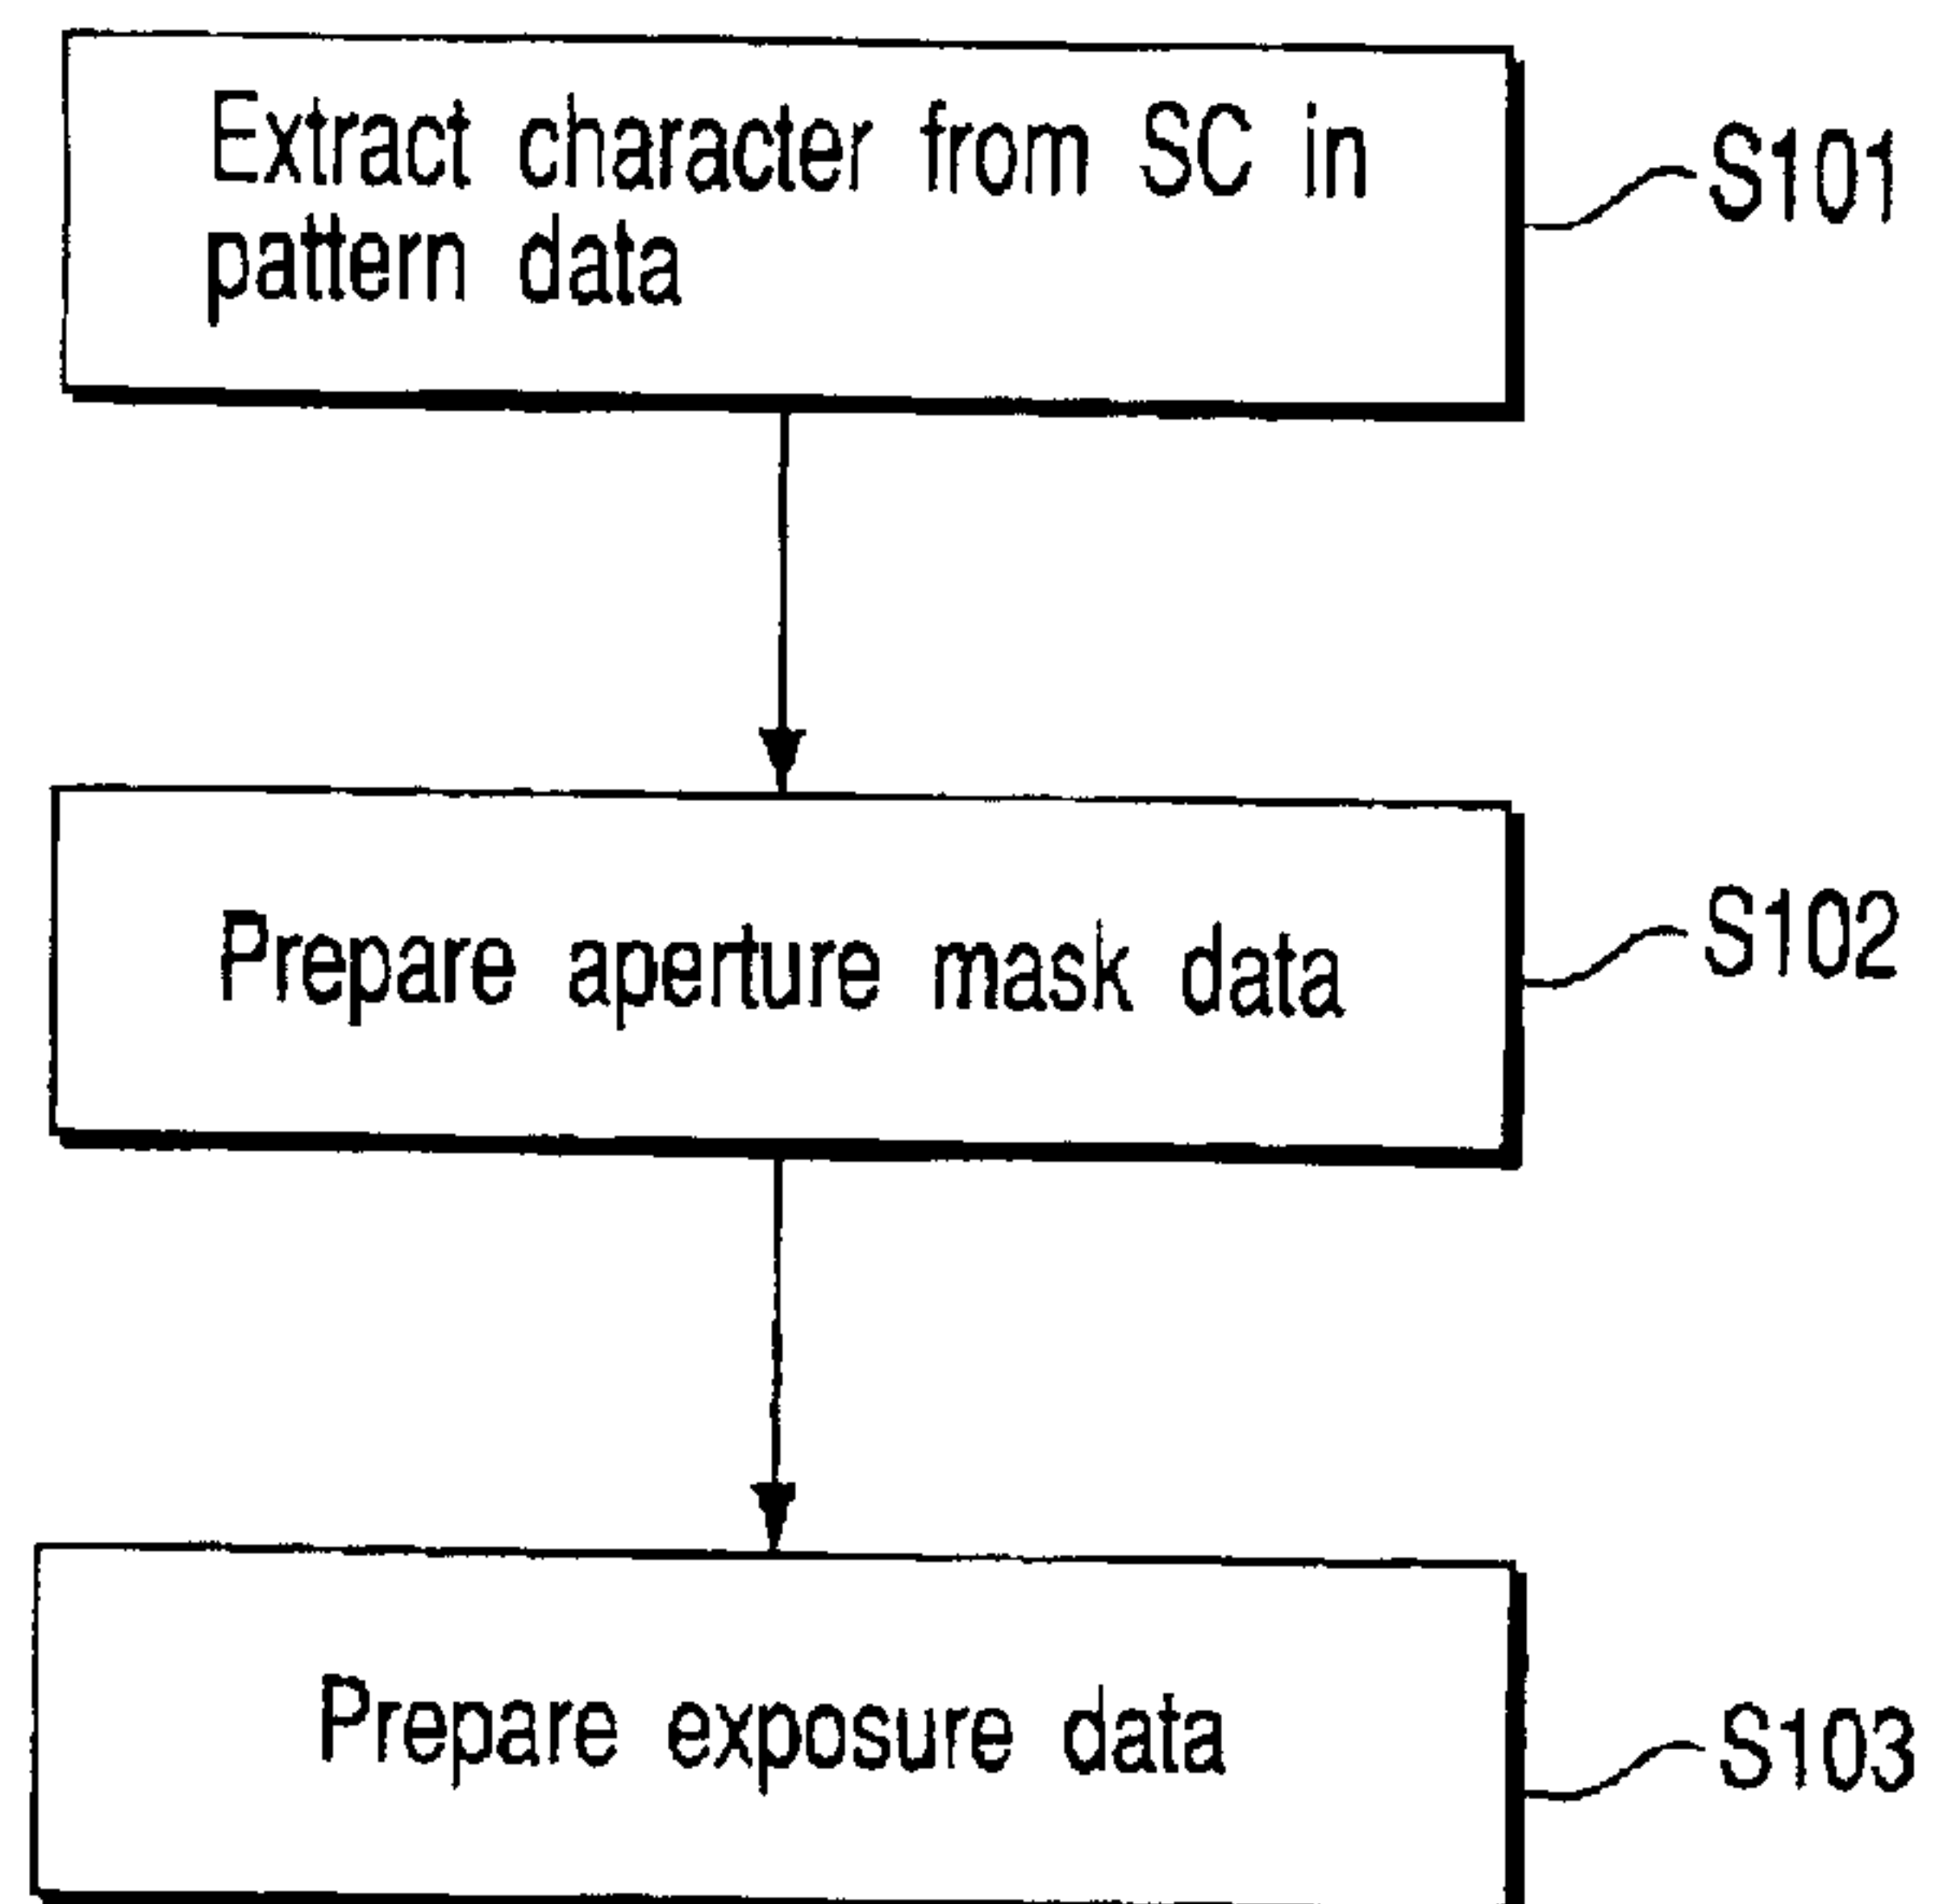 Extract character from SC in
pattern data
S101
Prepare aperture mask data
S102
Prepare exposure data
S103